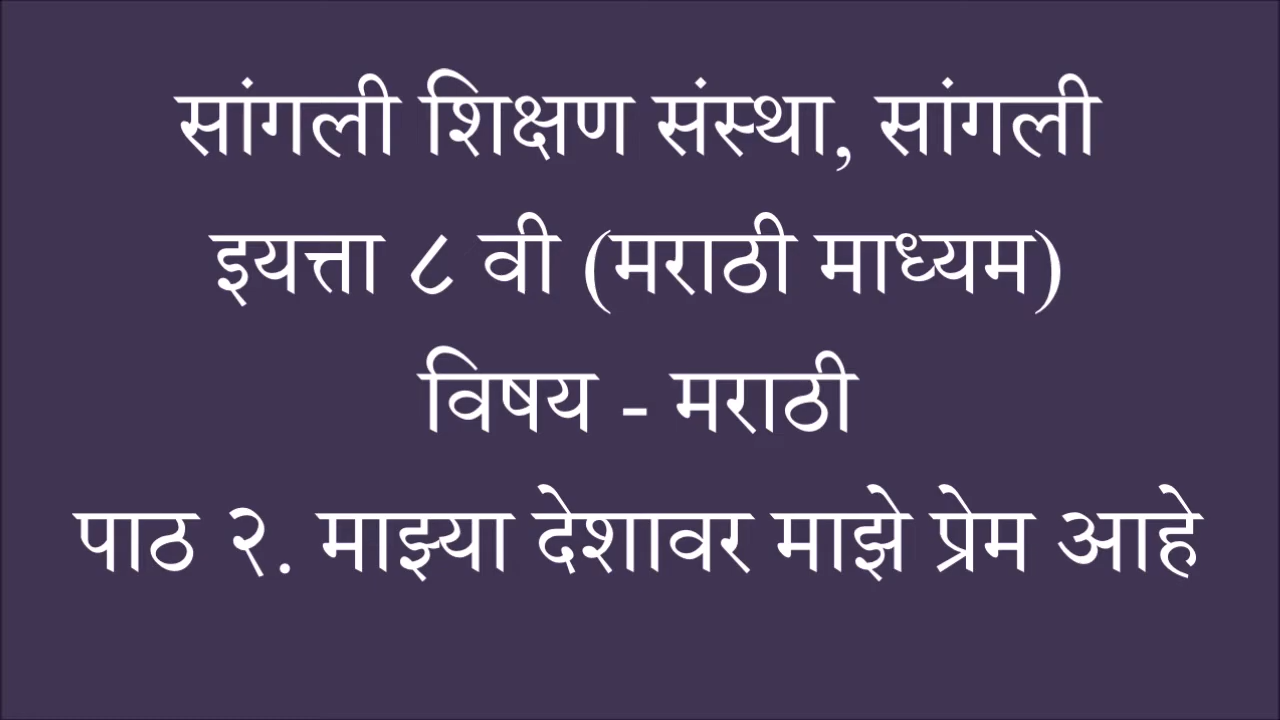 सांगली शिक्षण संस्था, सांगली
इयत्ता ८ वी (मराठी माध्यम)
विषय - मराठी
पाठ २. माझ्या देशावर माझे प्रेम आहे